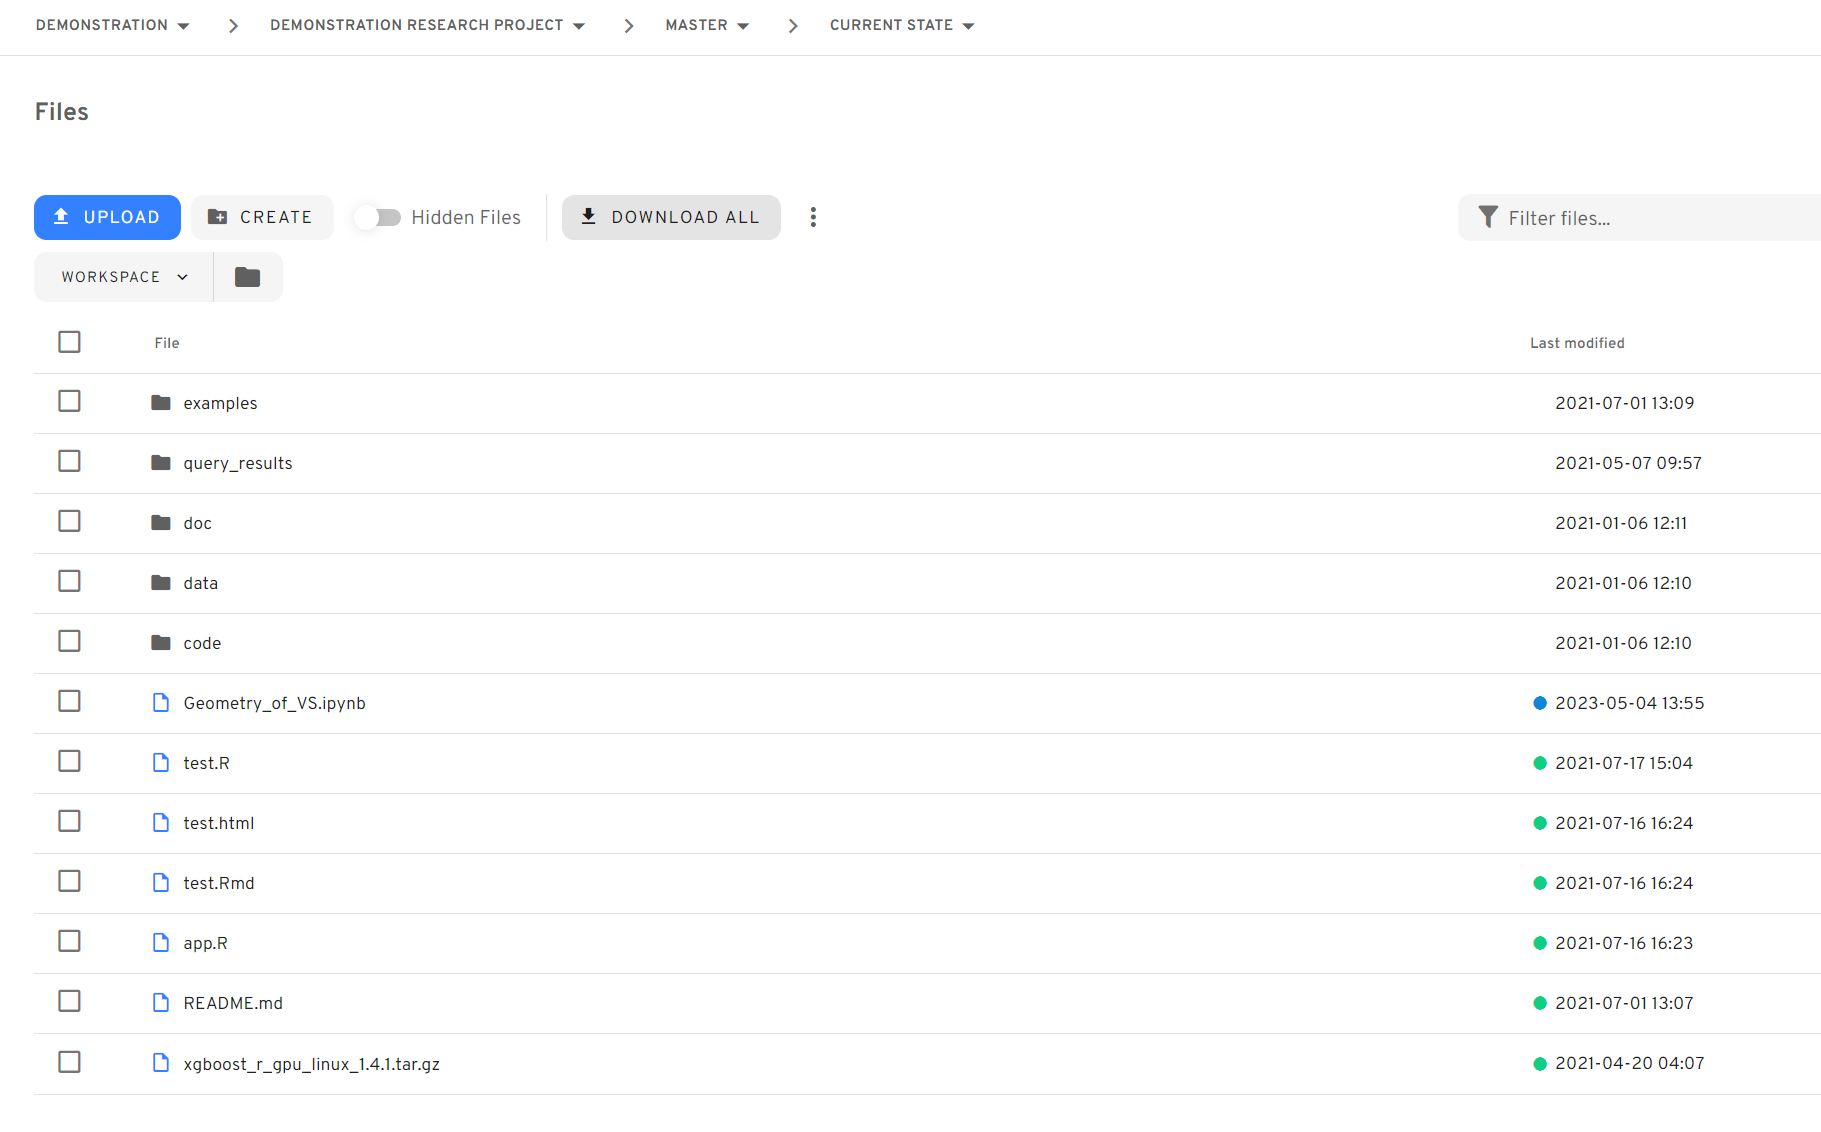 DEMONSTRATION DEMONSTRATION RESEARCH PROJECT MASTER CURRENT STATE
Files
UPLOAD CREATE Hidden Files DOWNLOAD ALL Filter files...
WORKSPACE
File Last modified
examples 2021-07-01 13:09
query_results 2021-05-07 09:57
doc 2021-01-06 12:11
data 2021-01-06 12:10
code 2021-01-06 12:10
Geometry_of_VS.ipynb 2023-05-04 13:55
test.R 2021-07-17 15:04
test.html 2021-07-16 16:24
test.Rmd 2021-07-16 16:24
app.R 2021-07-16 16:23
README.md 2021-07-01 13:07
xgboost_r_gpu_linux_1.4.1.tar.gz 2021-04-20 04:07